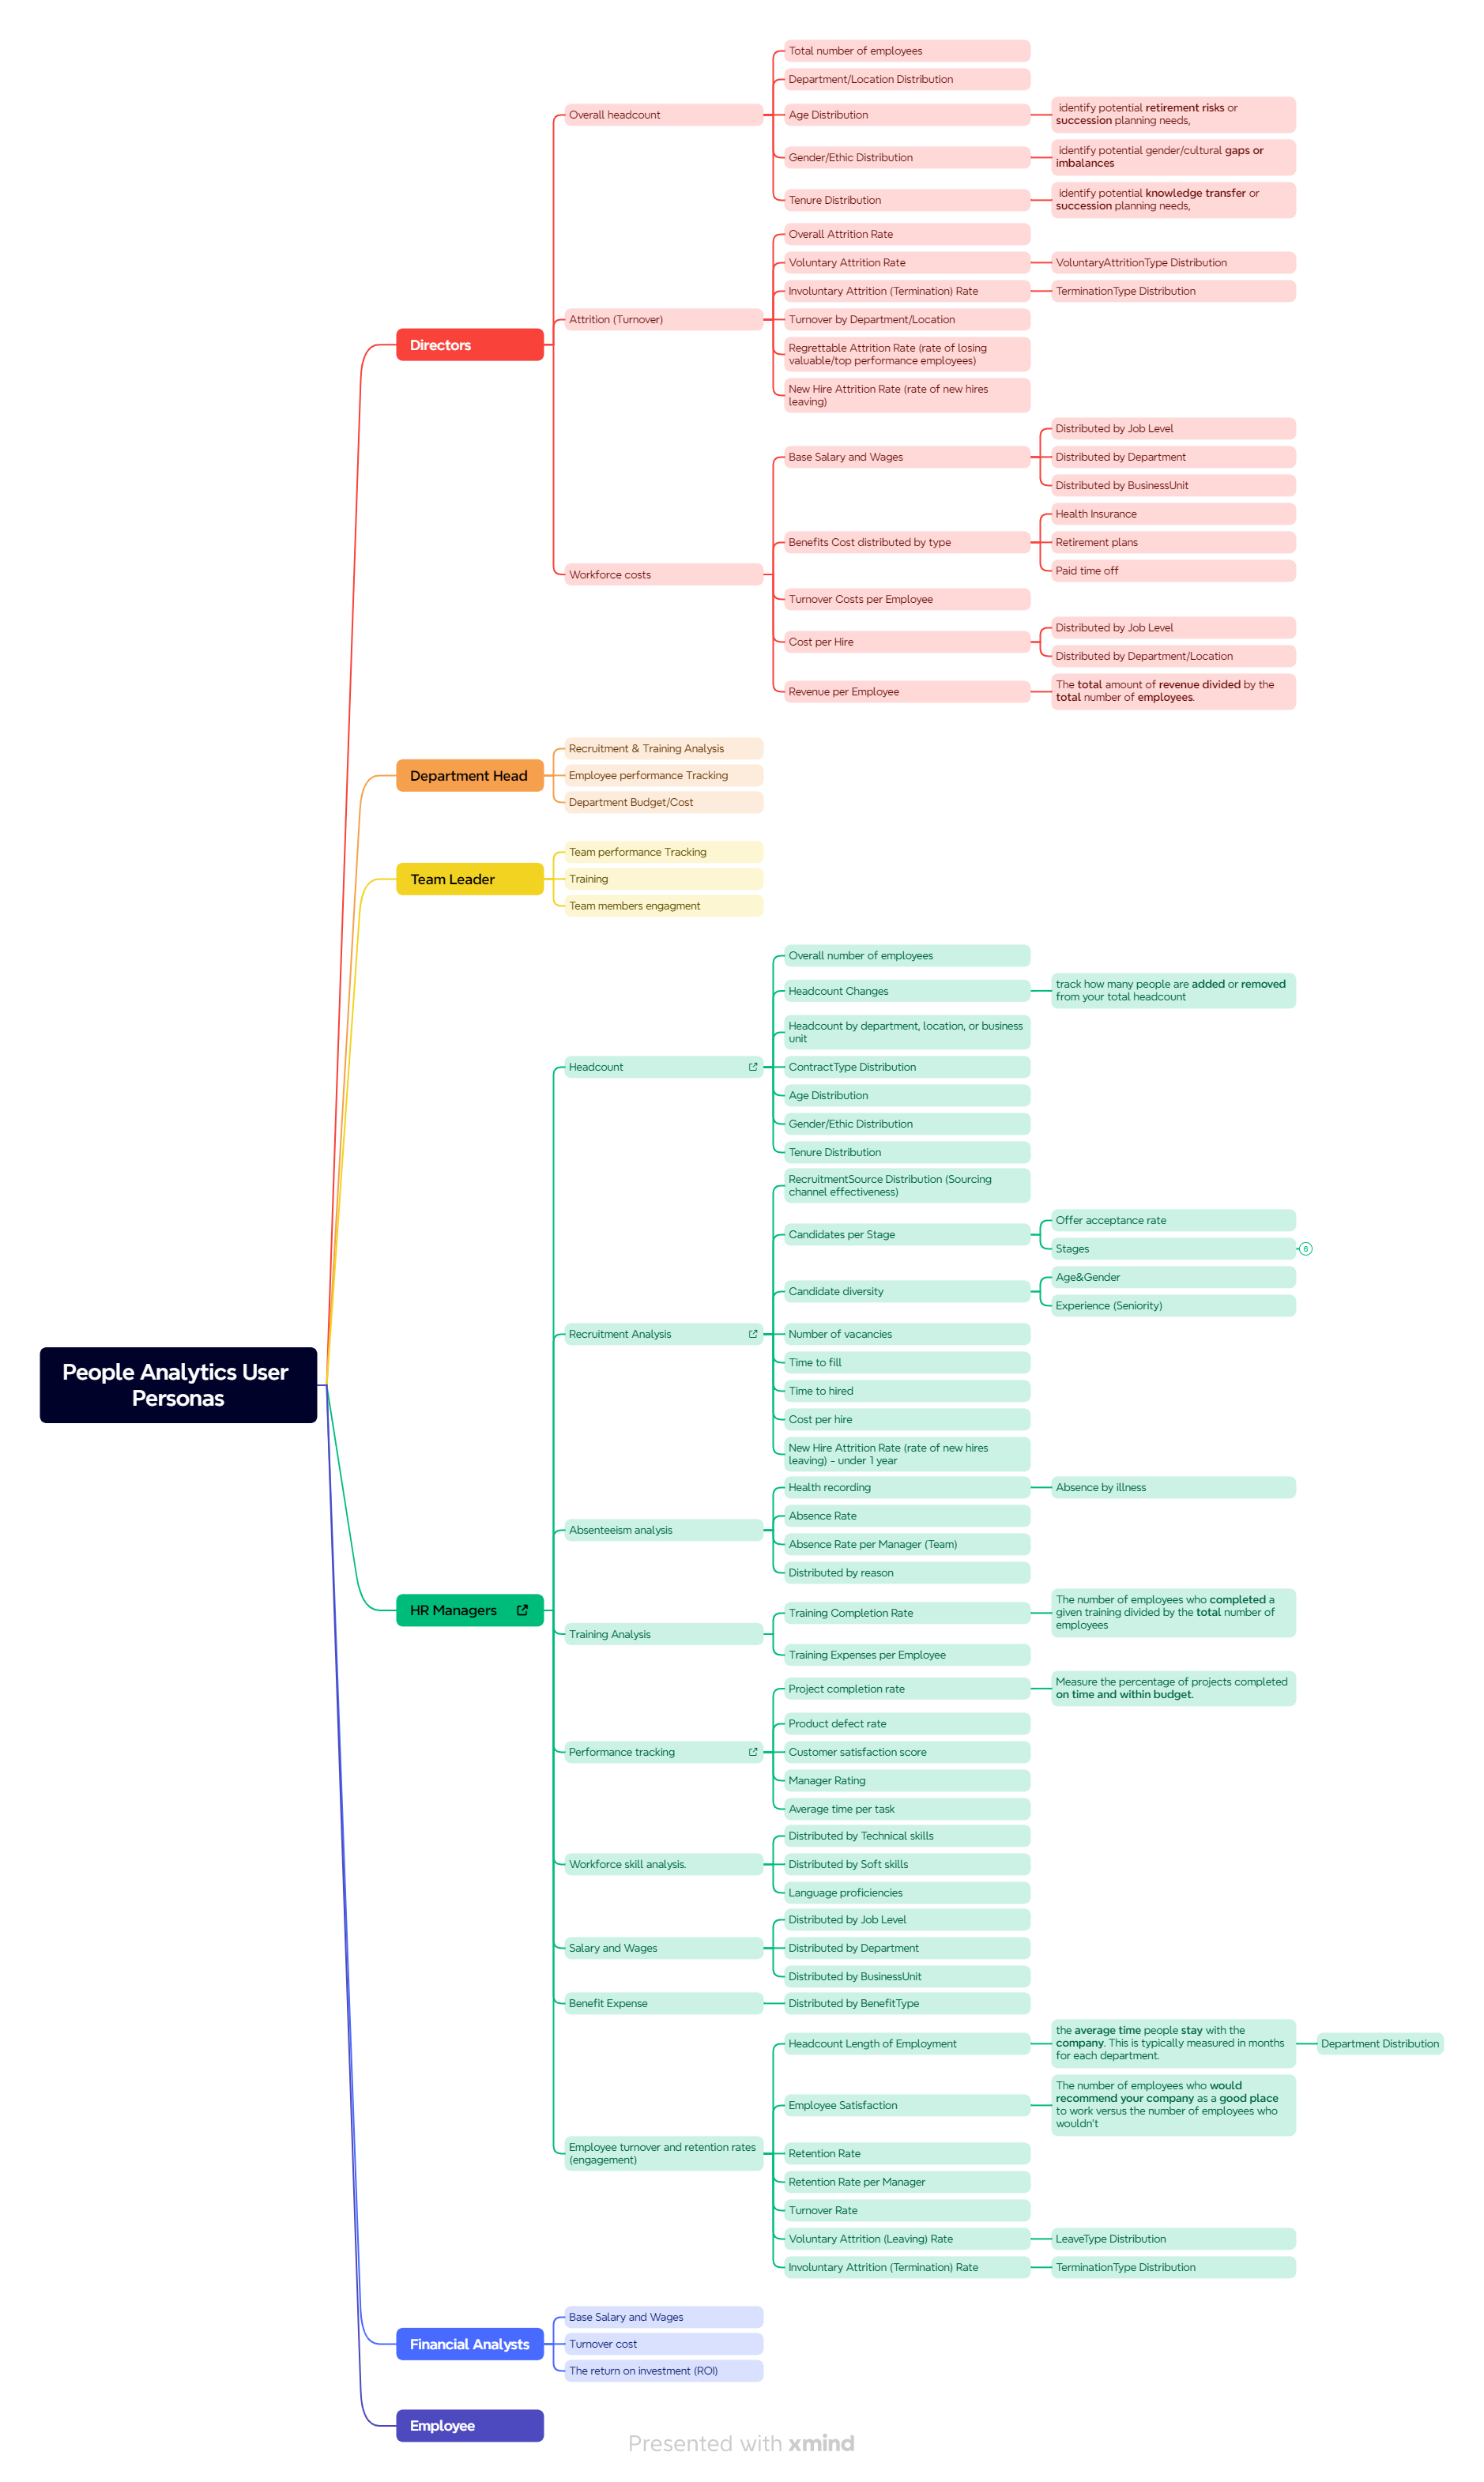 People Analytics User
Personas
Directors
Overall headcount
Total number of employees
Department/Location Distribution
Age Distribution
identify potential retirement risks or
succession planning needs,
Gender/Ethic Distribution
identify potential gender/cultural gaps or
imbalances
Tenure Distribution
identify potential knowledge transfer or
succession planning needs,
Attrition (Turnover)
Overall Attrition Rate
Voluntary Attrition Rate
VoluntaryAttritionType Distribution
Involuntary Attrition (Termination) Rate
TerminationType Distribution
Turnover by Department/Location
Regrettable Attrition Rate (rate of losing
valuable/top performance employees)
New Hire Attrition Rate (rate of new hires
leaving)
Workforce costs
Base Salary and Wages
Distributed by Job Level
Distributed by Department
Distributed by BusinessUnit
Benefits Cost distributed by type
Health Insurance
Retirement plans
Paid time off
Turnover Costs per Employee
Cost per Hire
Distributed by Job Level
Distributed by Department/Location
Revenue per Employee
The total amount of revenue divided by the
total number of employees.
Department Head
Recruitment & Training Analysis
Employee performance Tracking
Department Budget/Cost
Team Leader
Team performance Tracking
Training
Team members engagment
HR Managers
Headcount
Overall number of employees
Headcount Changes
track how many people are added or removed
from your total headcount
Headcount by department, location, or business
unit
ContractType Distribution
Age Distribution
Gender/Ethic Distribution
Tenure Distribution
Recruitment Analysis
RecruitmentSource Distribution (Sourcing
channel effectiveness)
Candidates per Stage
Offer acceptance rate
Stages
6
Candidate diversity
Age&Gender
Experience (Seniority)
Number of vacancies
Time to fill
Time to hired
Cost per hire
New Hire Attrition Rate (rate of new hires
leaving) - under 1 year
Absenteeism analysis
Health recording
Absence by illness
Absence Rate
Absence Rate per Manager (Team)
Distributed by reason
Training Analysis
Training Completion Rate
The number of employees who completed a
given training divided by the total number of
employees
Training Expenses per Employee
Performance tracking
Project completion rate
Measure the percentage of projects completed
on time and within budget.
Product defect rate
Customer satisfaction score
Manager Rating
Average time per task
Workforce skill analysis.
Distributed by Technical skills
Distributed by Soft skills
Language proficiencies
Salary and Wages
Distributed by Job Level
Distributed by Department
Distributed by BusinessUnit
Benefit Expense
Distributed by BenefitType
Employee turnover and retention rates
(engagement)
Headcount Length of Employment
the average time people stay with the
company. This is typically measured in months
for each department.
Department Distribution
Employee Satisfaction
The number of employees who would
recommend your company as a good place
to work versus the number of employees who
wouldn't
Retention Rate
Retention Rate per Manager
Turnover Rate
Voluntary Attrition (Leaving) Rate
LeaveType Distribution
Involuntary Attrition (Termination) Rate
TerminationType Distribution
Financial Analysts
Base Salary and Wages
Turnover cost
The return on investment (ROI)
Employee
Presented with xmind